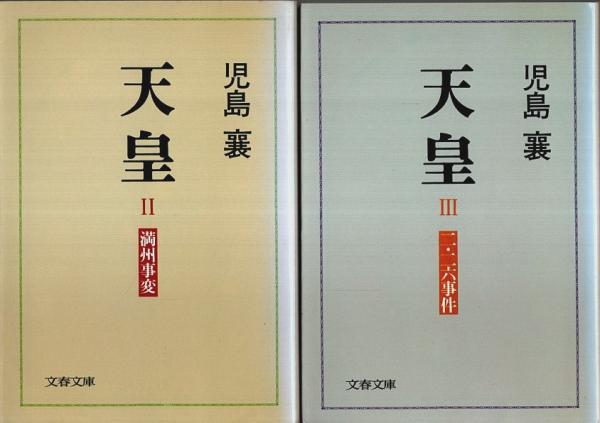 児島襄
天皇
II
満州事変
文春文庫
児島襄
天皇
III
二・二六事件
文春文庫